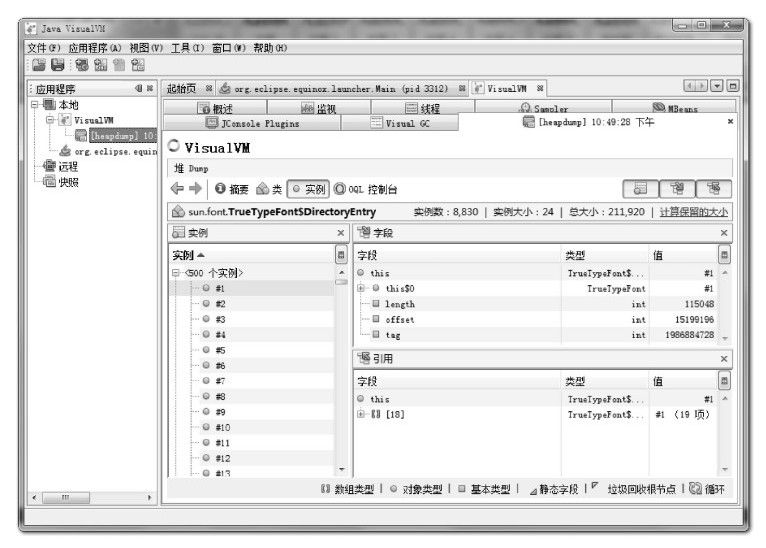 Java VisualVM
文件(F) 应用程序(A) 视图(V) 工具(T) 窗口(W) 帮助(H)
应用程序
本地
VisualVM
[heapdump] 10:
org.eclipse.equin
远程
快照
起始页 org.eclipse.equinox.launcher.Main (pid 3312) VisualVM
概述 监视 线程 Sampler MBeans
JConsole Plugins Visual GC [heapdump] 10:49:28 下午
VisualVM
堆 Dump
摘要 类 实例 OQL 控制台
sun.font.TrueTypeFont$DirectoryEntry 实例数：8,830 | 实例大小：24 | 总大小：211,920 | 计算保留的大小
实例
实例
<500 个实例>
#1
#2
#3
#4
#5
#6
#7
#8
#9
#10
#11
#12
#13
字段
字段 类型 值
this TrueTypeFont$... #1
this$0 TrueTypeFont #1
length int 115048
offset int 15199196
tag int 1986884728
引用
字段 类型 值
this TrueTypeFont$... #1
[18] TrueTypeFont$... #1 (19 项)
数组类型 | 对象类型 | 基本类型 | 静态字段 | 垃圾回收根节点 | 循环